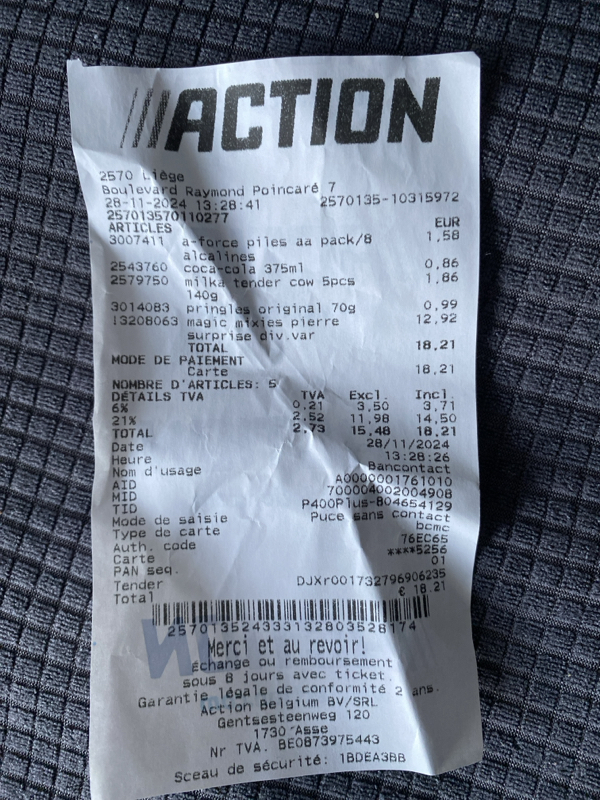 ACTION
2570 Liège
Boulevard Raymond Poincaré 7
28-11-2024 13:28:41 2570135-10315972
257013570110277
ARTICLES EUR
3007411 a-force piles aa pack/8 1,58
alcalines
2543760 coca-cola 375ml 0,86
2579750 milka tender cow 5pcs 1,86
140g
3014083 pringles original 70g 0,99
13208063 magic mixies pierre 12,92
surprise div.var
TOTAL 18,21
MODE DE PAIEMENT
Carte 18,21
NOMBRE D'ARTICLES: 5
DÉTAILS TVA TVA Excl. Incl.
6% 0,21 3,50 3,71
21% 2,52 11,98 14,50
TOTAL 2,73 15,48 18,21
Date 28/11/2024
Heure 13:28:26
Nom d'usage Bancontact
AID A0000001761010
MID 700004002004908
TID P400Plus-804654129
Mode de saisie Puce sans contact
Type de carte bcmc
Auth. code 76EC65
Carte ****5256
PAN seq. 01
Tender DJXr001732796906235
Total € 18.21
2570135243331328035281​74
Merci et au revoir!
Échange ou remboursement
sous 8 jours avec ticket.
Garantie légale de conformité 2 ans.
Action Belgium BV/SRL
Gentsesteenweg 120
1730 Asse
Nr TVA. BE0873975443
Sceau de sécurité: 1BDEA3BB